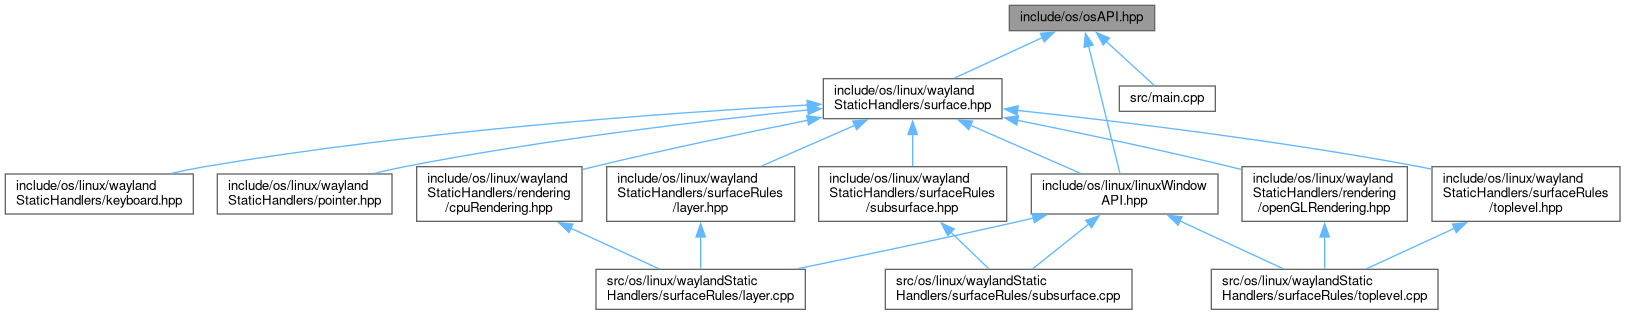 include/os/osAPI.hpp
include/os/linux/wayland
StaticHandlers/surface.hpp
src/main.cpp
include/os/linux/wayland
StaticHandlers/keyboard.hpp
include/os/linux/wayland
StaticHandlers/pointer.hpp
include/os/linux/wayland
StaticHandlers/rendering
/cpuRendering.hpp
include/os/linux/wayland
StaticHandlers/surfaceRules
/layer.hpp
include/os/linux/wayland
StaticHandlers/surfaceRules
/subsurface.hpp
include/os/linux/linuxWindow
API.hpp
include/os/linux/wayland
StaticHandlers/rendering
/openGLRendering.hpp
include/os/linux/wayland
StaticHandlers/surfaceRules
/toplevel.hpp
src/os/linux/waylandStatic
Handlers/surfaceRules/layer.cpp
src/os/linux/waylandStatic
Handlers/surfaceRules/subsurface.cpp
src/os/linux/waylandStatic
Handlers/surfaceRules/toplevel.cpp